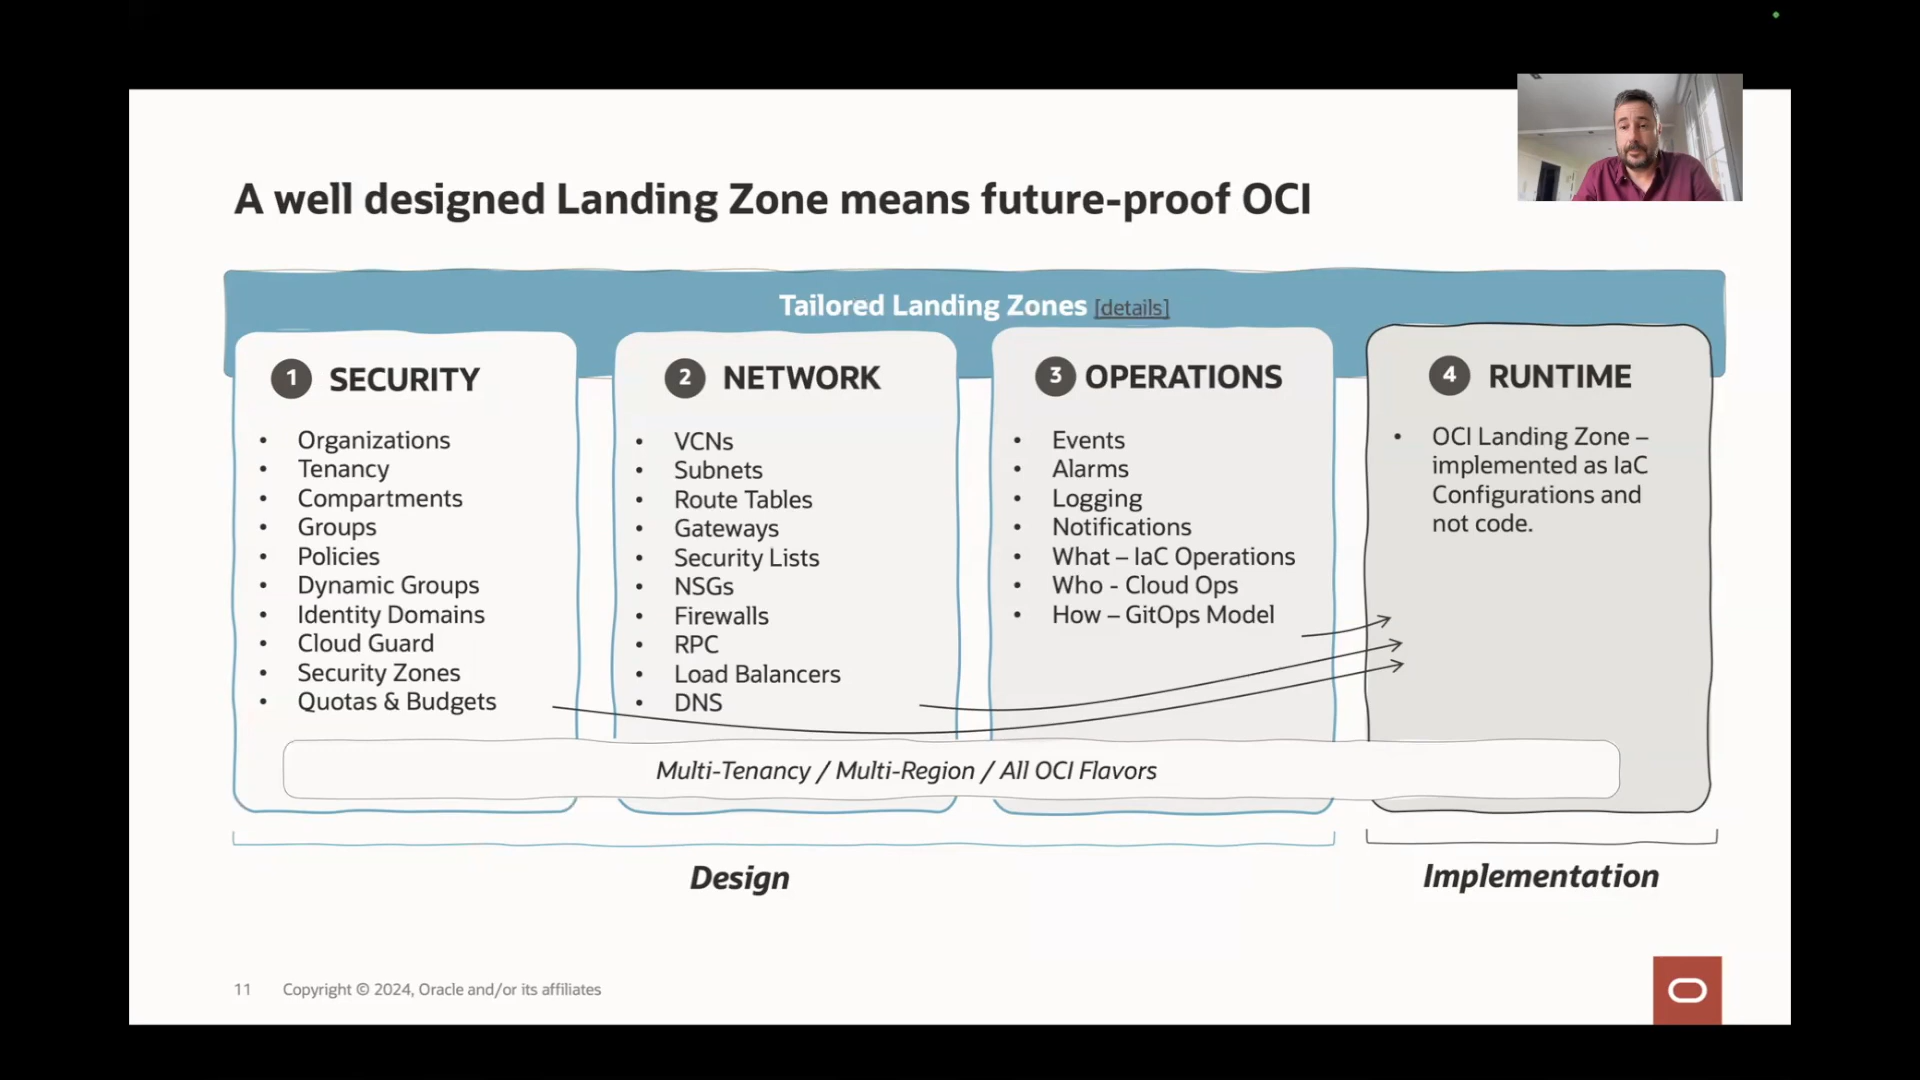 A well designed Landing Zone means future-proof OCI
Tailored Landing Zones [details]
1 SECURITY
• Organizations
• Tenancy
• Compartments
• Groups
• Policies
• Dynamic Groups
• Identity Domains
• Cloud Guard
• Security Zones
• Quotas & Budgets
2 NETWORK
• VCNs
• Subnets
• Route Tables
• Gateways
• Security Lists
• NSGs
• Firewalls
• RPC
• Load Balancers
• DNS
3 OPERATIONS
• Events
• Alarms
• Logging
• Notifications
• What – IaC Operations
• Who - Cloud Ops
• How – GitOps Model
4 RUNTIME
• OCI Landing Zone –
implemented as IaC
Configurations and
not code.
Multi-Tenancy / Multi-Region / All OCI Flavors
Design
Implementation
11 Copyright © 2024, Oracle and/or its affiliates